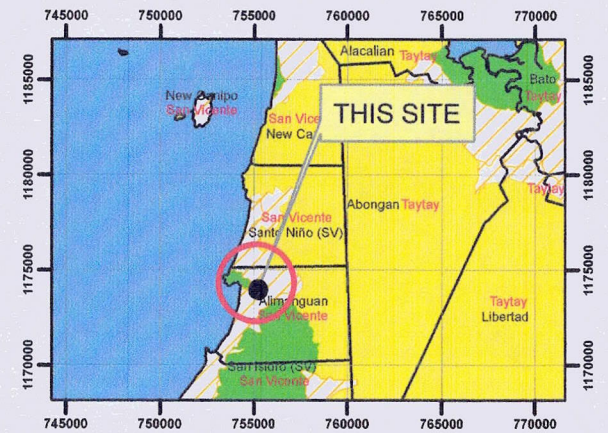 745000 750000 755000 760000 765000 770000
1185000 1185000
1180000 1180000
1175000 1175000
1170000 1170000
Alacalian Taytay
Bato
Taytay
New Canipo
San Vicente
THIS SITE
San Vice
New Ca
Taytay
Abongan Taytay
San Vicente
Santo Niño (SV)
Alimanguan
San Vicente
Taytay
Libertad
San Isidro (SV)
San Vicente
745000 750000 755000 760000 765000 770000